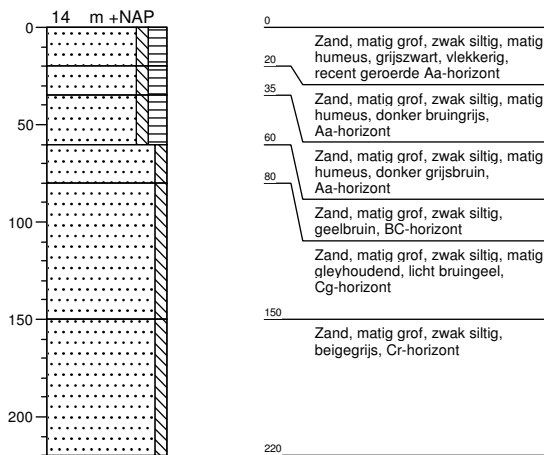 14 m +NAP
0
50
100
150
200
0
Zand, matig grof, zwak siltig, matig
humeus, grijszwart, vlekkerig,
recent geroerde Aa-horizont
20
Zand, matig grof, zwak siltig, matig
humeus, donker bruingrijs,
Aa-horizont
35
Zand, matig grof, zwak siltig, matig
humeus, donker grijsbruin,
Aa-horizont
60
Zand, matig grof, zwak siltig,
geelbruin, BC-horizont
80
Zand, matig grof, zwak siltig, matig
gleyhoudend, licht bruingeel,
Cg-horizont
150
Zand, matig grof, zwak siltig,
beigegrijs, Cr-horizont
220